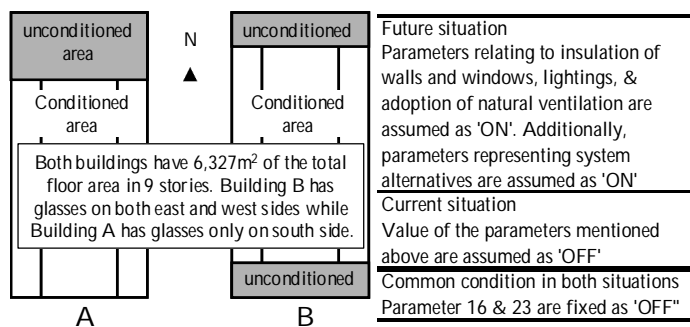 unconditioned
area
N
▲
unconditioned
Conditioned
area
Conditioned
area
Both buildings have 6,327m² of the total
floor area in 9 stories. Building B has
glasses on both east and west sides while
Building A has glasses only on south side.
unconditioned
A
B
Future situation
Parameters relating to insulation of
walls and windows, lightings, &
adoption of natural ventilation are
assumed as 'ON'. Additionally,
parameters representing system
alternatives are assumed as 'ON'
Current situation
Value of the parameters mentioned
above are assumed as 'OFF'
Common condition in both situations
Parameter 16 & 23 are fixed as 'OFF"